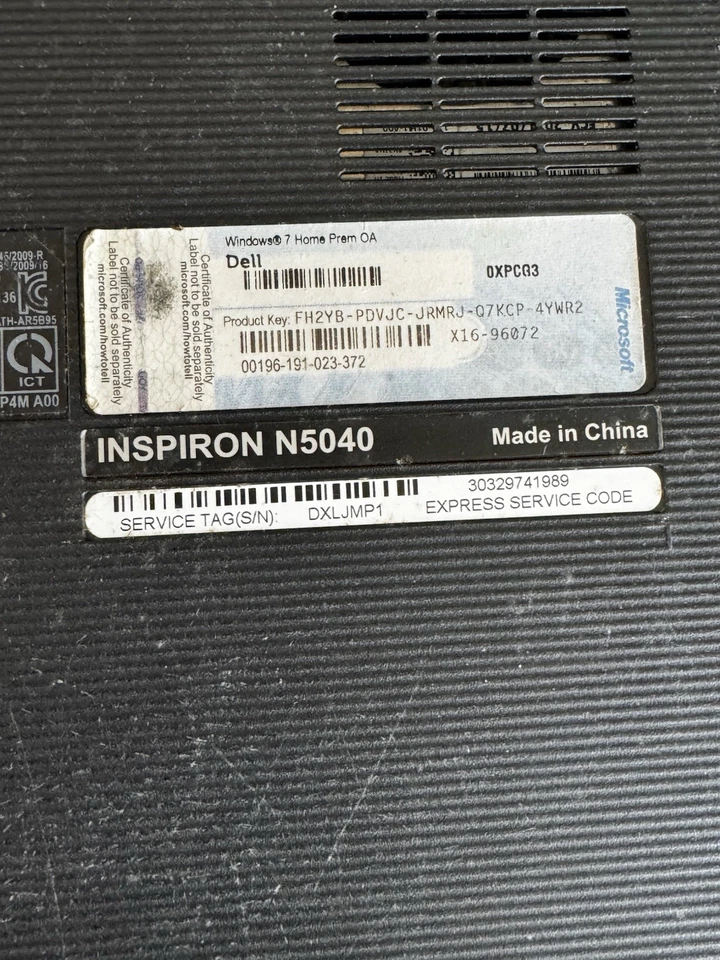 Windows® 7 Home Prem OA
Dell
0XPCG3
Product Key: FH2YB-PDVJC-JRMRJ-Q7KCP-4YWR2
X16-96072
00196-191-023-372
Microsoft
Certificate of Authenticity
Label not to be sold separately
microsoft.com/howtotell
Certificate of Authenticity
Label not to be sold separately
microsoft.com/howtotell
ICT
P4M A00
INSPIRON N5040
Made in China
30329741989
SERVICE TAG(S/N): DXLJMP1
EXPRESS SERVICE CODE